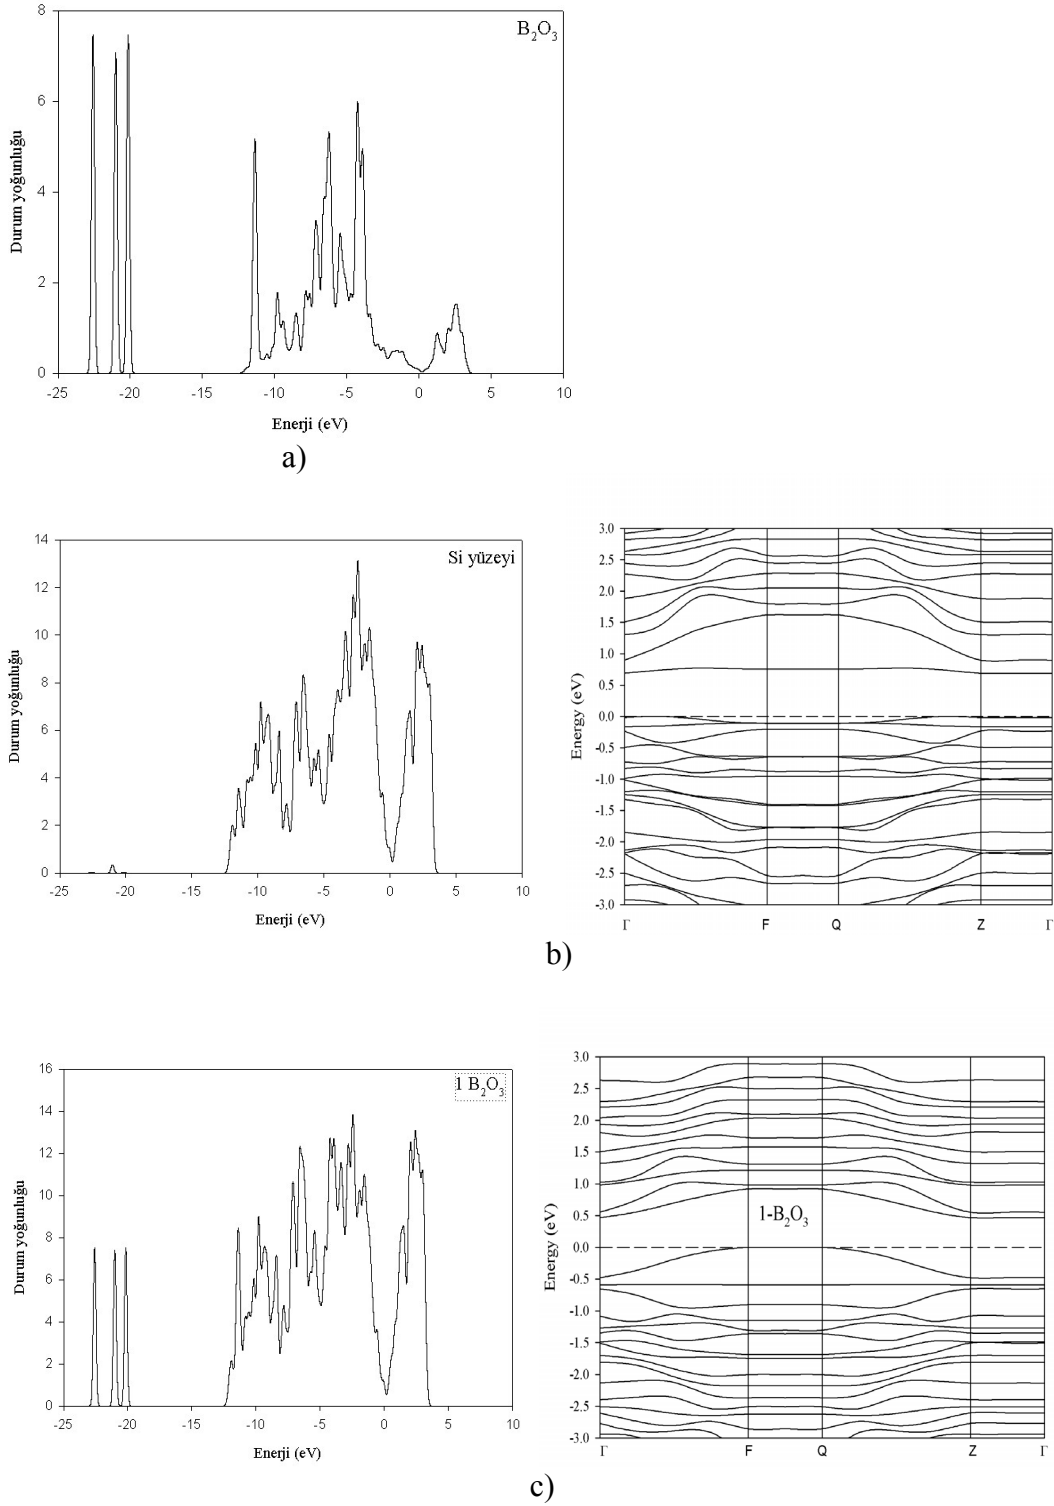 8
6
4
2
0
Durum yoğunluğu
B2O3
-25 -20 -15 -10 -5 0 5 10
Enerji (eV)
a)
14
12
10
8
6
4
2
0
Durum yoğunluğu
Si yüzeyi
-25 -20 -15 -10 -5 0 5 10
Enerji (eV)
3.0
2.5
2.0
1.5
1.0
0.5
0.0
-0.5
-1.0
-1.5
-2.0
-2.5
-3.0
Energy (eV)
Γ F Q Z Γ
b)
16
14
12
10
8
6
4
2
0
Durum yoğunluğu
1 B2O3
-25 -20 -15 -10 -5 0 5 10
Enerji (eV)
3.0
2.5
2.0
1.5
1.0
0.5
0.0
-0.5
-1.0
-1.5
-2.0
-2.5
-3.0
Energy (eV)
1-B2O3
Γ F Q Z Γ
c)